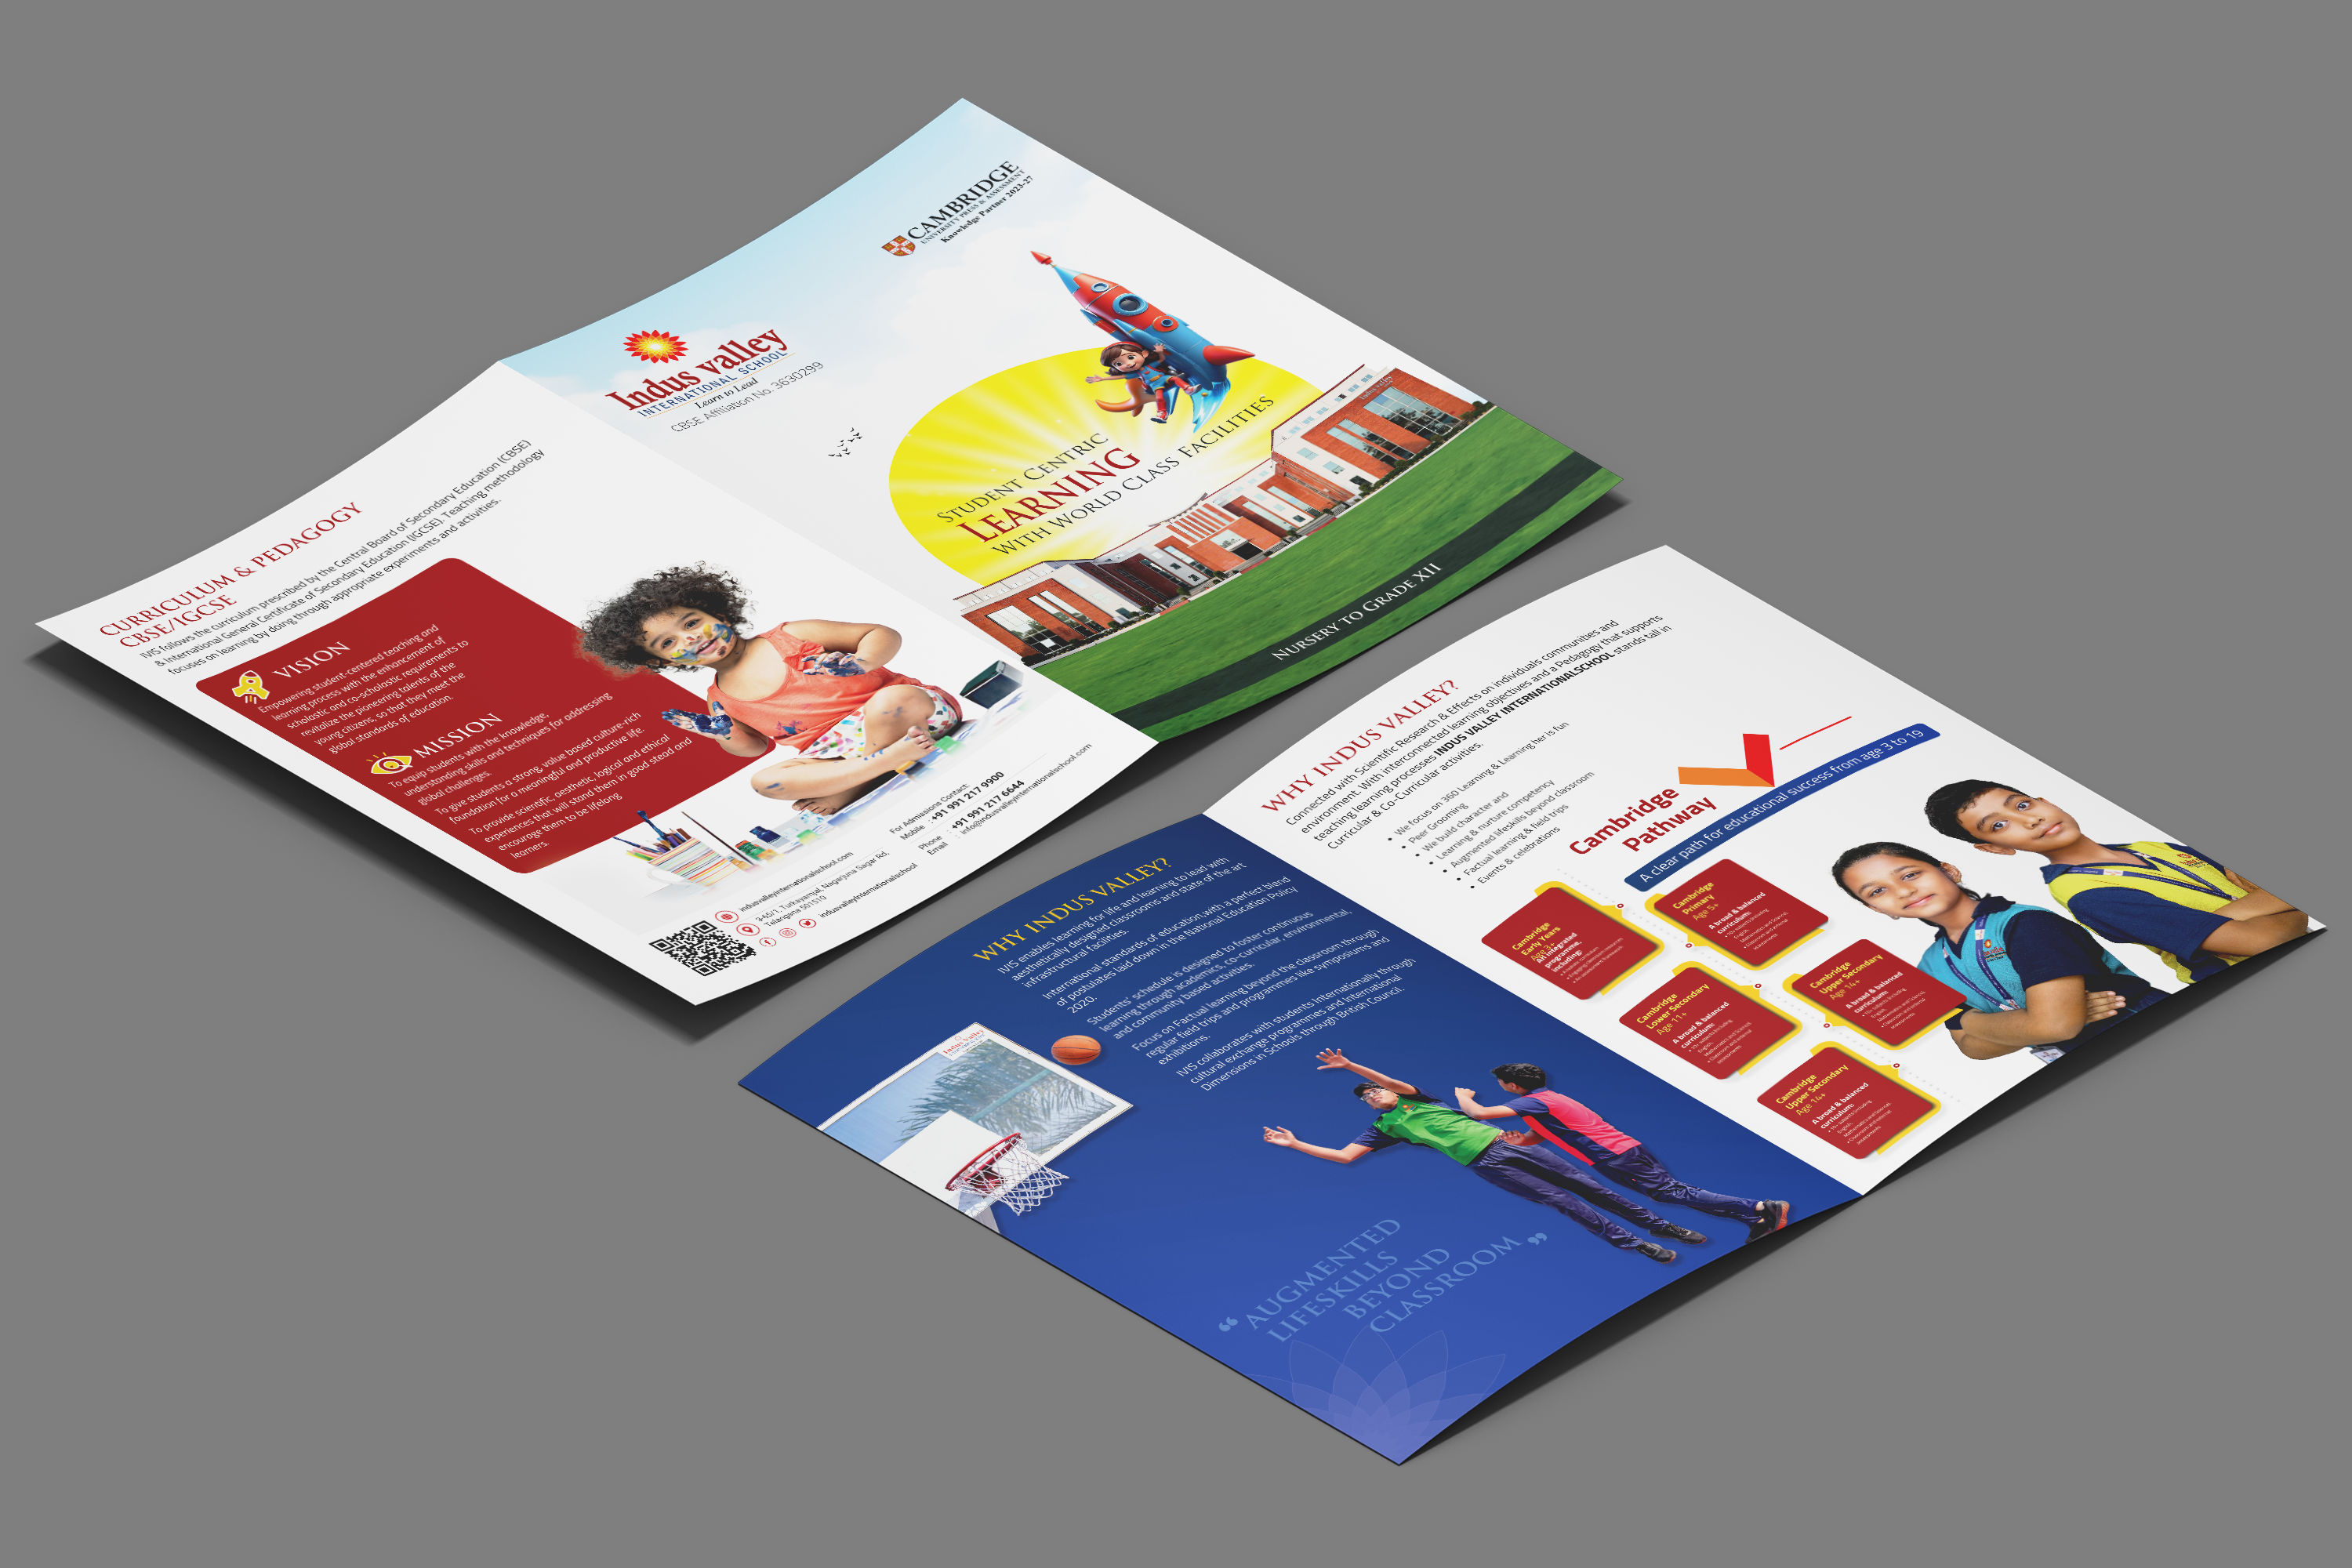 CURRICULUM & PEDAGOGY
CBSE/IGCSE
IVIS follows the curriculum prescribed by the Central Board of Secondary Education (CBSE)
& International General Certificate of Secondary Education (IGCSE). Teaching methodology
focuses on learning by doing through appropriate experiments and activities.
VISION
Empowering student-centered teaching and
learning process with the enhancement of
scholastic and co-scholastic requirements to
revitalize the pioneering talents of the
young citizens, so that they meet the
global standards of education.
MISSION
To equip students with the knowledge,
understanding skills and techniques for addressing
global challenges.
To give students a strong, value based culture-rich
foundation for a meaningful and productive life.
To provide scientific, aesthetic, logical and ethical
experiences that will stand them in good stead and
encourage them to be lifelong
learners.
For Admissions Contact:
Mobile : +91 991 217 9900
Phone : +91 991 217 6644
Email : info@indusvalleyinternationalschool.com
indusvalleyinternationalschool.com
3-60/1, Turkayamjal, Nagarjuna Sagar Rd,
Telangana 501510
indusvalleyinternationalschool
Indus valley
INTERNATIONAL SCHOOL
Learn to Lead
CBSE Affiliation No. 3630299
CAMBRIDGE
UNIVERSITY PRESS & ASSESSMENT
Knowledge Partner 2023-27
STUDENT CENTRIC
LEARNING
WITH WORLD CLASS FACILITIES
NURSERY TO GRADE XII
WHY INDUS VALLEY?
IVIS enables learning for life and learning to lead with
aesthetically designed classrooms and state of the art
infrastructural facilities.
International standards of education with a perfect blend
of postulates laid down in the National Education Policy
2020.
Students' schedule is designed to foster continuous
learning through academics, co-curricular, environmental,
and community based activities.
Focus on Factual learning beyond the classroom through
regular field trips and programmes like symposiums and
exhibitions.
IVIS collaborates with students internationally through
cultural exchange programmes and International
Dimensions in Schools through British Council.
Indus valley
“ AUGMENTED
LIFESKILLS
BEYOND
CLASSROOM ”
WHY INDUS VALLEY?
Connected with Scientific Research & Effects on individuals communities and
environment. With interconnected learning objectives and a Pedagogy that supports
teaching learning processes INDUS VALLEY INTERNATIONALSCHOOL stands tall in
Curricular & Co-Curricular activities.
• We focus on 360 Learning & Learning her is fun
• Peer Grooming
• We build character and
• Learning & nurture competency
• Augmented lifeskills beyond classroom
• Factual learning & field trips
• Events & celebrations
Cambridge
Pathway
A clear path for educational success from age 3 to 19
Cambridge
Early Years
Age 3+
An integrated
programme,
including:
Cambridge
Primary
Age 5+
A broad & balanced
curriculum:
Cambridge
Lower Secondary
Age 11+
A broad & balanced
curriculum:
Cambridge
Upper Secondary
Age 14+
A broad & balanced
curriculum:
Cambridge
Upper Secondary
Age 14+
A broad & balanced
curriculum: